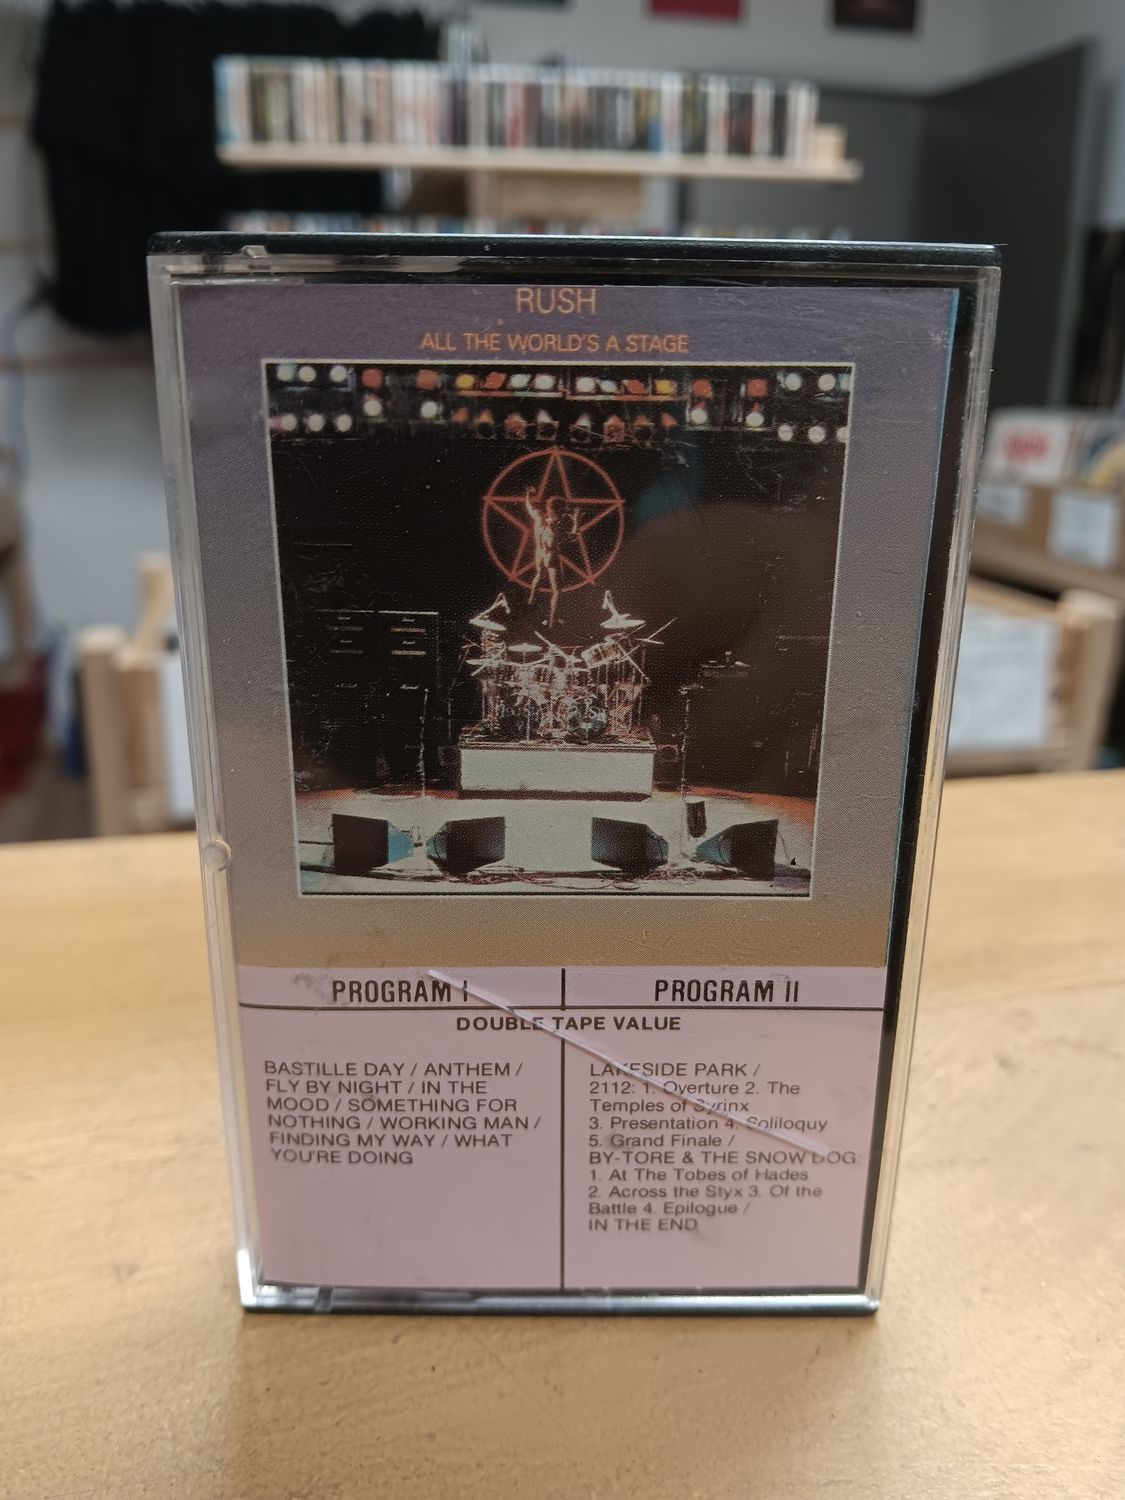 RUSH
ALL THE WORLD'S A STAGE
PROGRAM I
PROGRAM II
DOUBLE TAPE VALUE
BASTILLE DAY / ANTHEM /
FLY BY NIGHT / IN THE
MOOD / SOMETHING FOR
NOTHING / WORKING MAN /
FINDING MY WAY / WHAT
YOU'RE DOING
LAKESIDE PARK /
2112: 1. Overture 2. The
Temples of Syrinx
3. Presentation 4. Soliloquy
5. Grand Finale /
BY-TORE & THE SNOW DOG:
1. At The Tobes of Hades
2. Across the Styx 3. Of the
Battle 4. Epilogue /
IN THE END